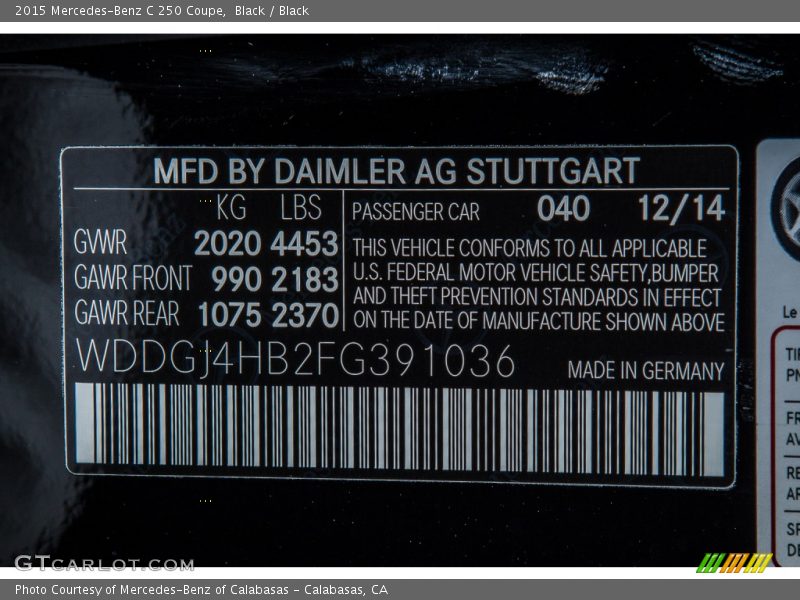 2015 Mercedes-Benz C 250 Coupe,  Black / Black
MFD BY DAIMLER AG STUTTGART
KG LBS
GVWR 2020 4453
GAWR FRONT 990 2183
GAWR REAR 1075 2370
PASSENGER CAR 040 12/14
THIS VEHICLE CONFORMS TO ALL APPLICABLE
U.S. FEDERAL MOTOR VEHICLE SAFETY,BUMPER
AND THEFT PREVENTION STANDARDS IN EFFECT
ON THE DATE OF MANUFACTURE SHOWN ABOVE
WDDGJ4HB2FG391036
MADE IN GERMANY
Le
GTCARLOT.COM
Photo Courtesy of Mercedes-Benz of Calabasas - Calabasas, CA